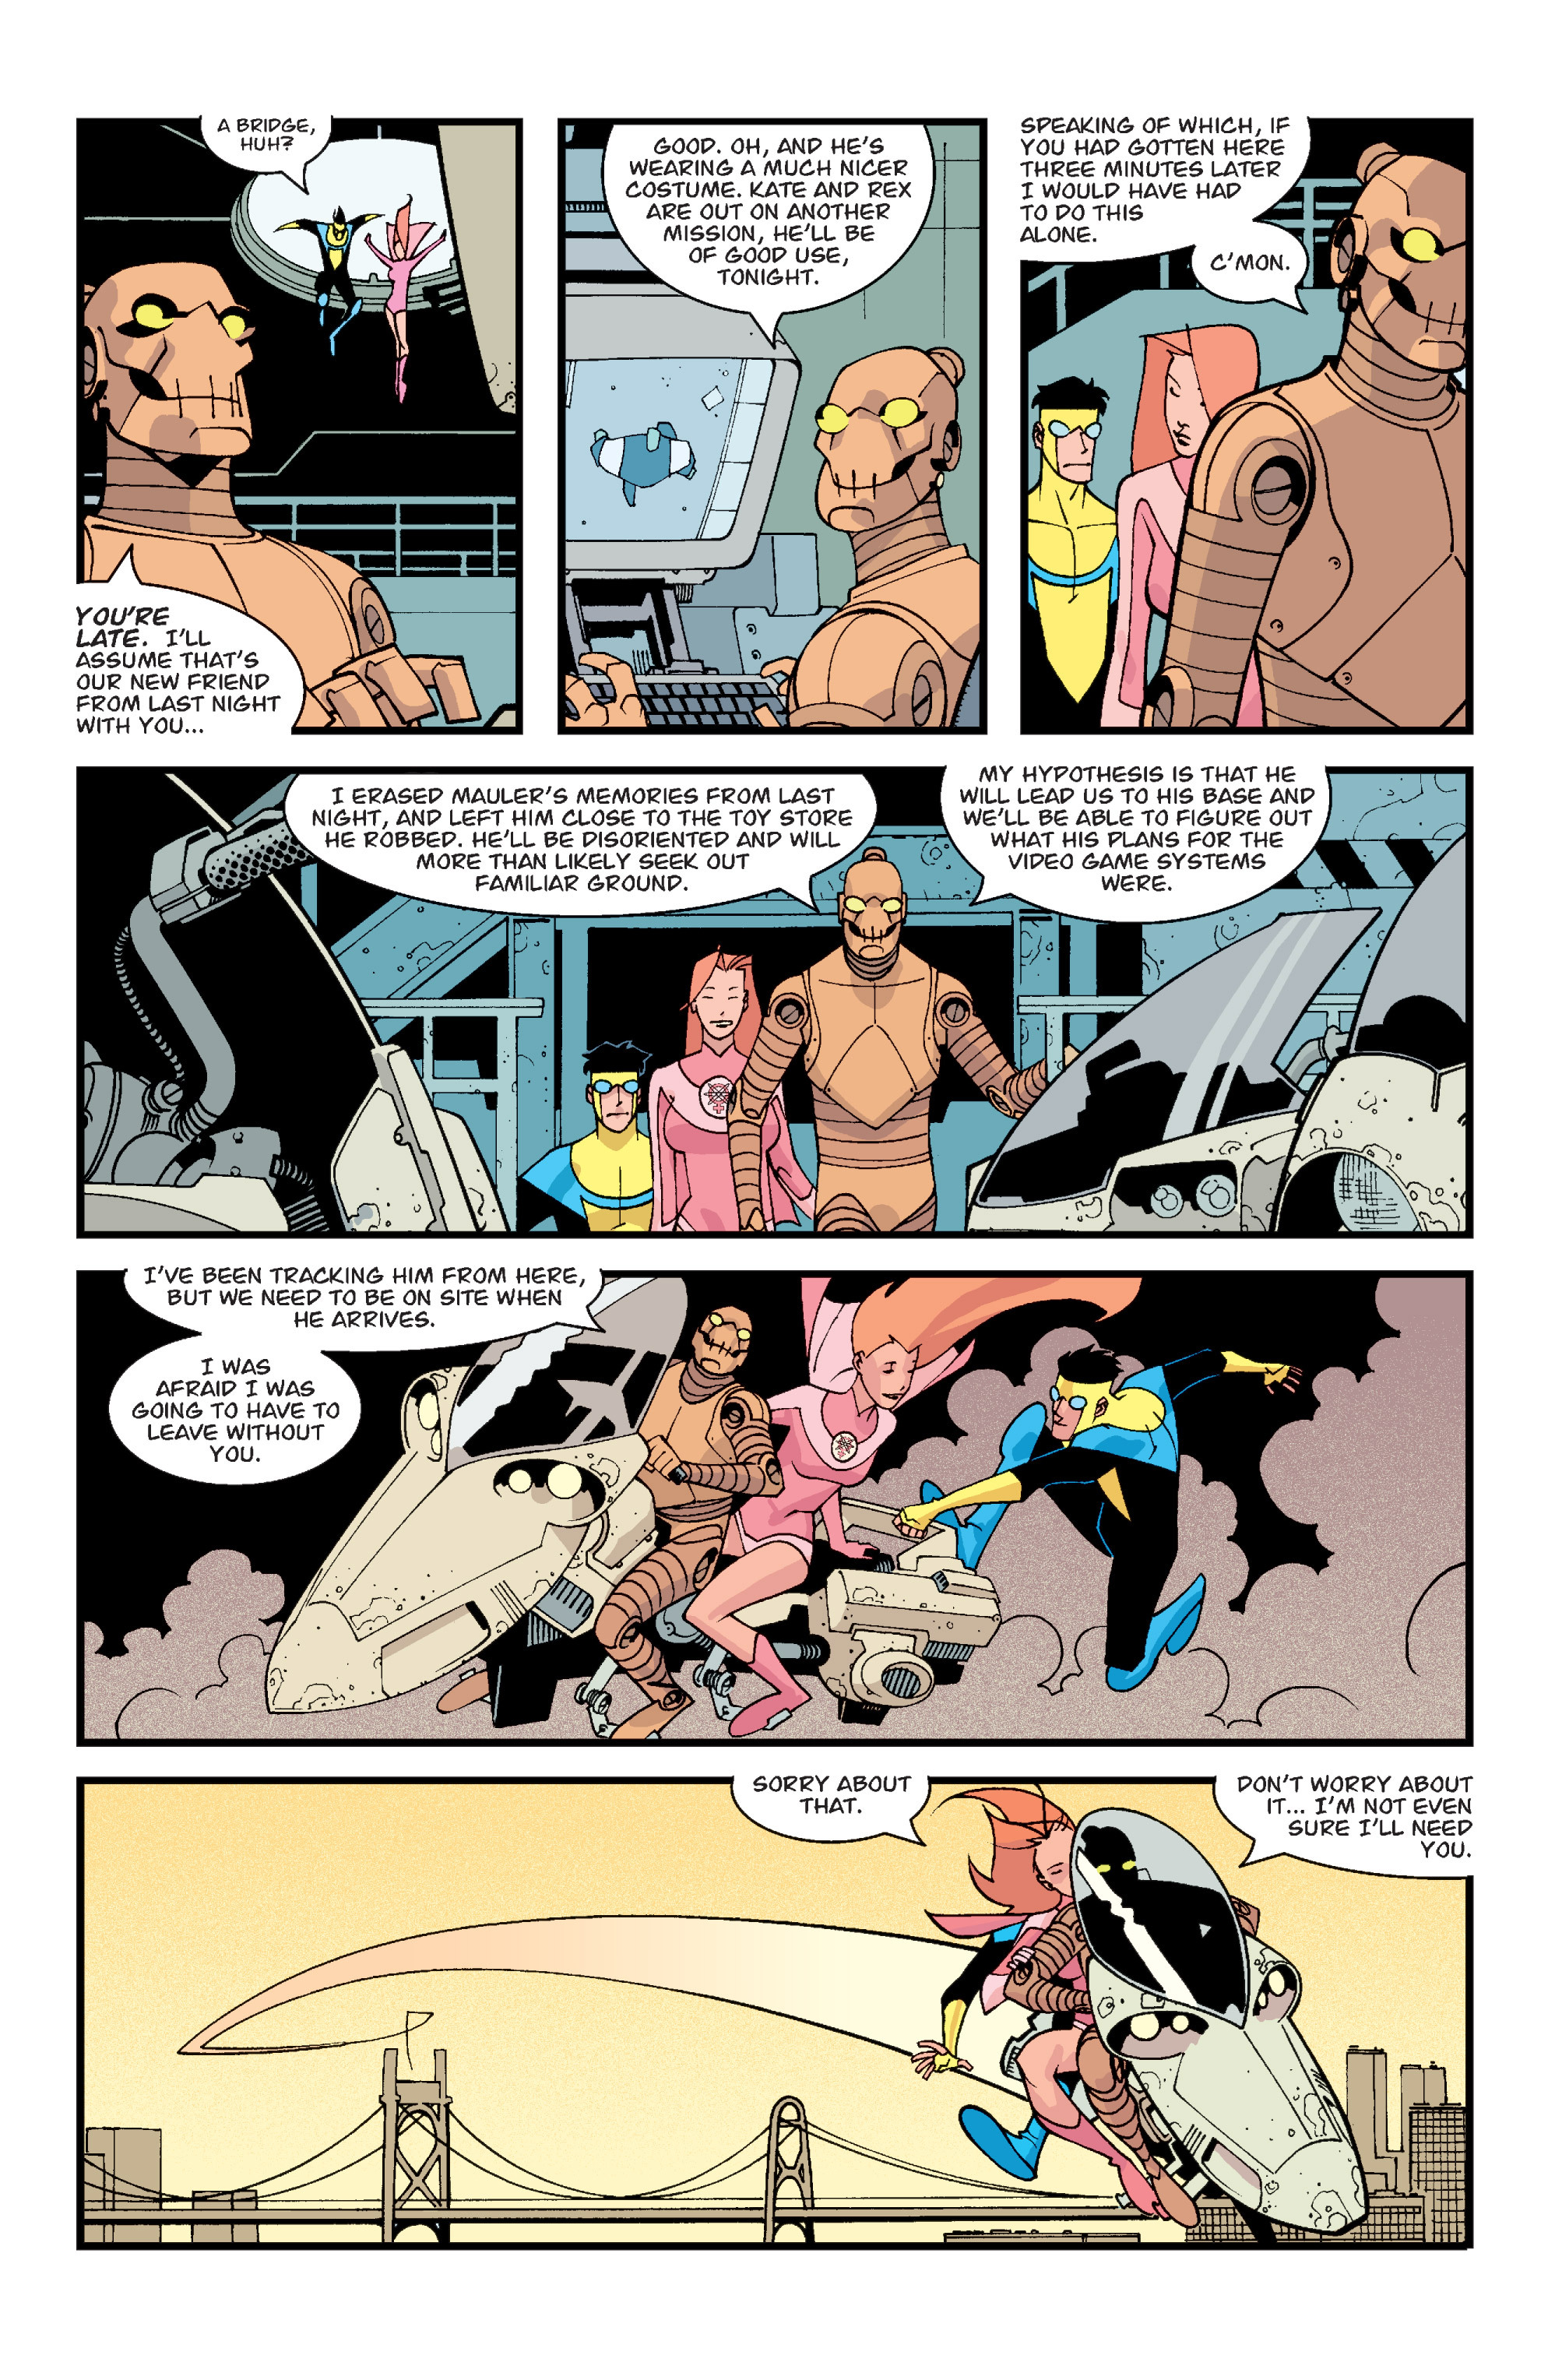 A BRIDGE,
HUH?
YOU'RE
LATE. I'LL
ASSUME THAT'S
OUR NEW FRIEND
FROM LAST NIGHT
WITH YOU...
GOOD. OH, AND HE'S
WEARING A MUCH NICER
COSTUME. KATE AND REX
ARE OUT ON ANOTHER
MISSION, HE'LL BE
OF GOOD USE,
TONIGHT.
SPEAKING OF WHICH, IF
YOU HAD GOTTEN HERE
THREE MINUTES LATER
I WOULD HAVE HAD
TO DO THIS
ALONE.
C'MON.
I ERASED MAULER'S MEMORIES FROM LAST
NIGHT, AND LEFT HIM CLOSE TO THE TOY STORE
HE ROBBED. HE'LL BE DISORIENTED AND WILL
MORE THAN LIKELY SEEK OUT
FAMILIAR GROUND.
MY HYPOTHESIS IS THAT HE
WILL LEAD US TO HIS BASE AND
WE'LL BE ABLE TO FIGURE OUT
WHAT HIS PLANS FOR THE
VIDEO GAME SYSTEMS
WERE.
I'VE BEEN TRACKING HIM FROM HERE,
BUT WE NEED TO BE ON SITE WHEN
HE ARRIVES.
I WAS
AFRAID I WAS
GOING TO HAVE TO
LEAVE WITHOUT
YOU.
SORRY ABOUT
THAT.
DON'T WORRY ABOUT
IT... I'M NOT EVEN
SURE I'LL NEED
YOU.